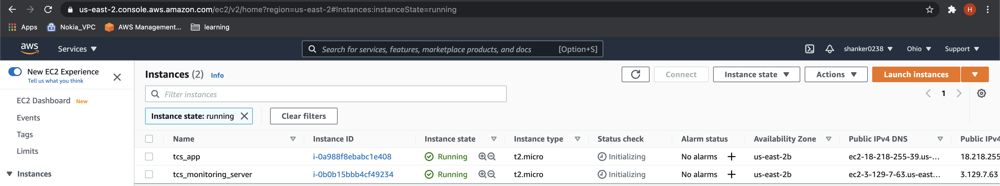 us-east-2.console.aws.amazon.com/ec2/v2/home?region=us-east-2#Instances:instanceState=running
H
Apps Nokia_VPC AWS Management... learning
aws Services ▼ Search for services, features, marketplace products, and docs [Option+S] shanker0238 ▼ Ohio ▼ Support ▼
New EC2 Experience
Tell us what you think
EC2 Dashboard New
Events
Tags
Limits
▼ Instances
Instances (2) Info
Connect Instance state ▼ Actions ▼ Launch instances ▼
Filter instances
1
Instance state: running Clear filters
Name Instance ID Instance state Instance type Status check Alarm status Availability Zone Public IPv4 DNS Public IPv4
tcs_app i-0a988f8ebabc1e408 Running t2.micro Initializing No alarms + us-east-2b ec2-18-218-255-39.us-... 18.218.255
tcs_monitoring_server i-0b0b15bbb4cf49234 Running t2.micro Initializing No alarms + us-east-2b ec2-3-129-7-63.us-east... 3.129.7.63